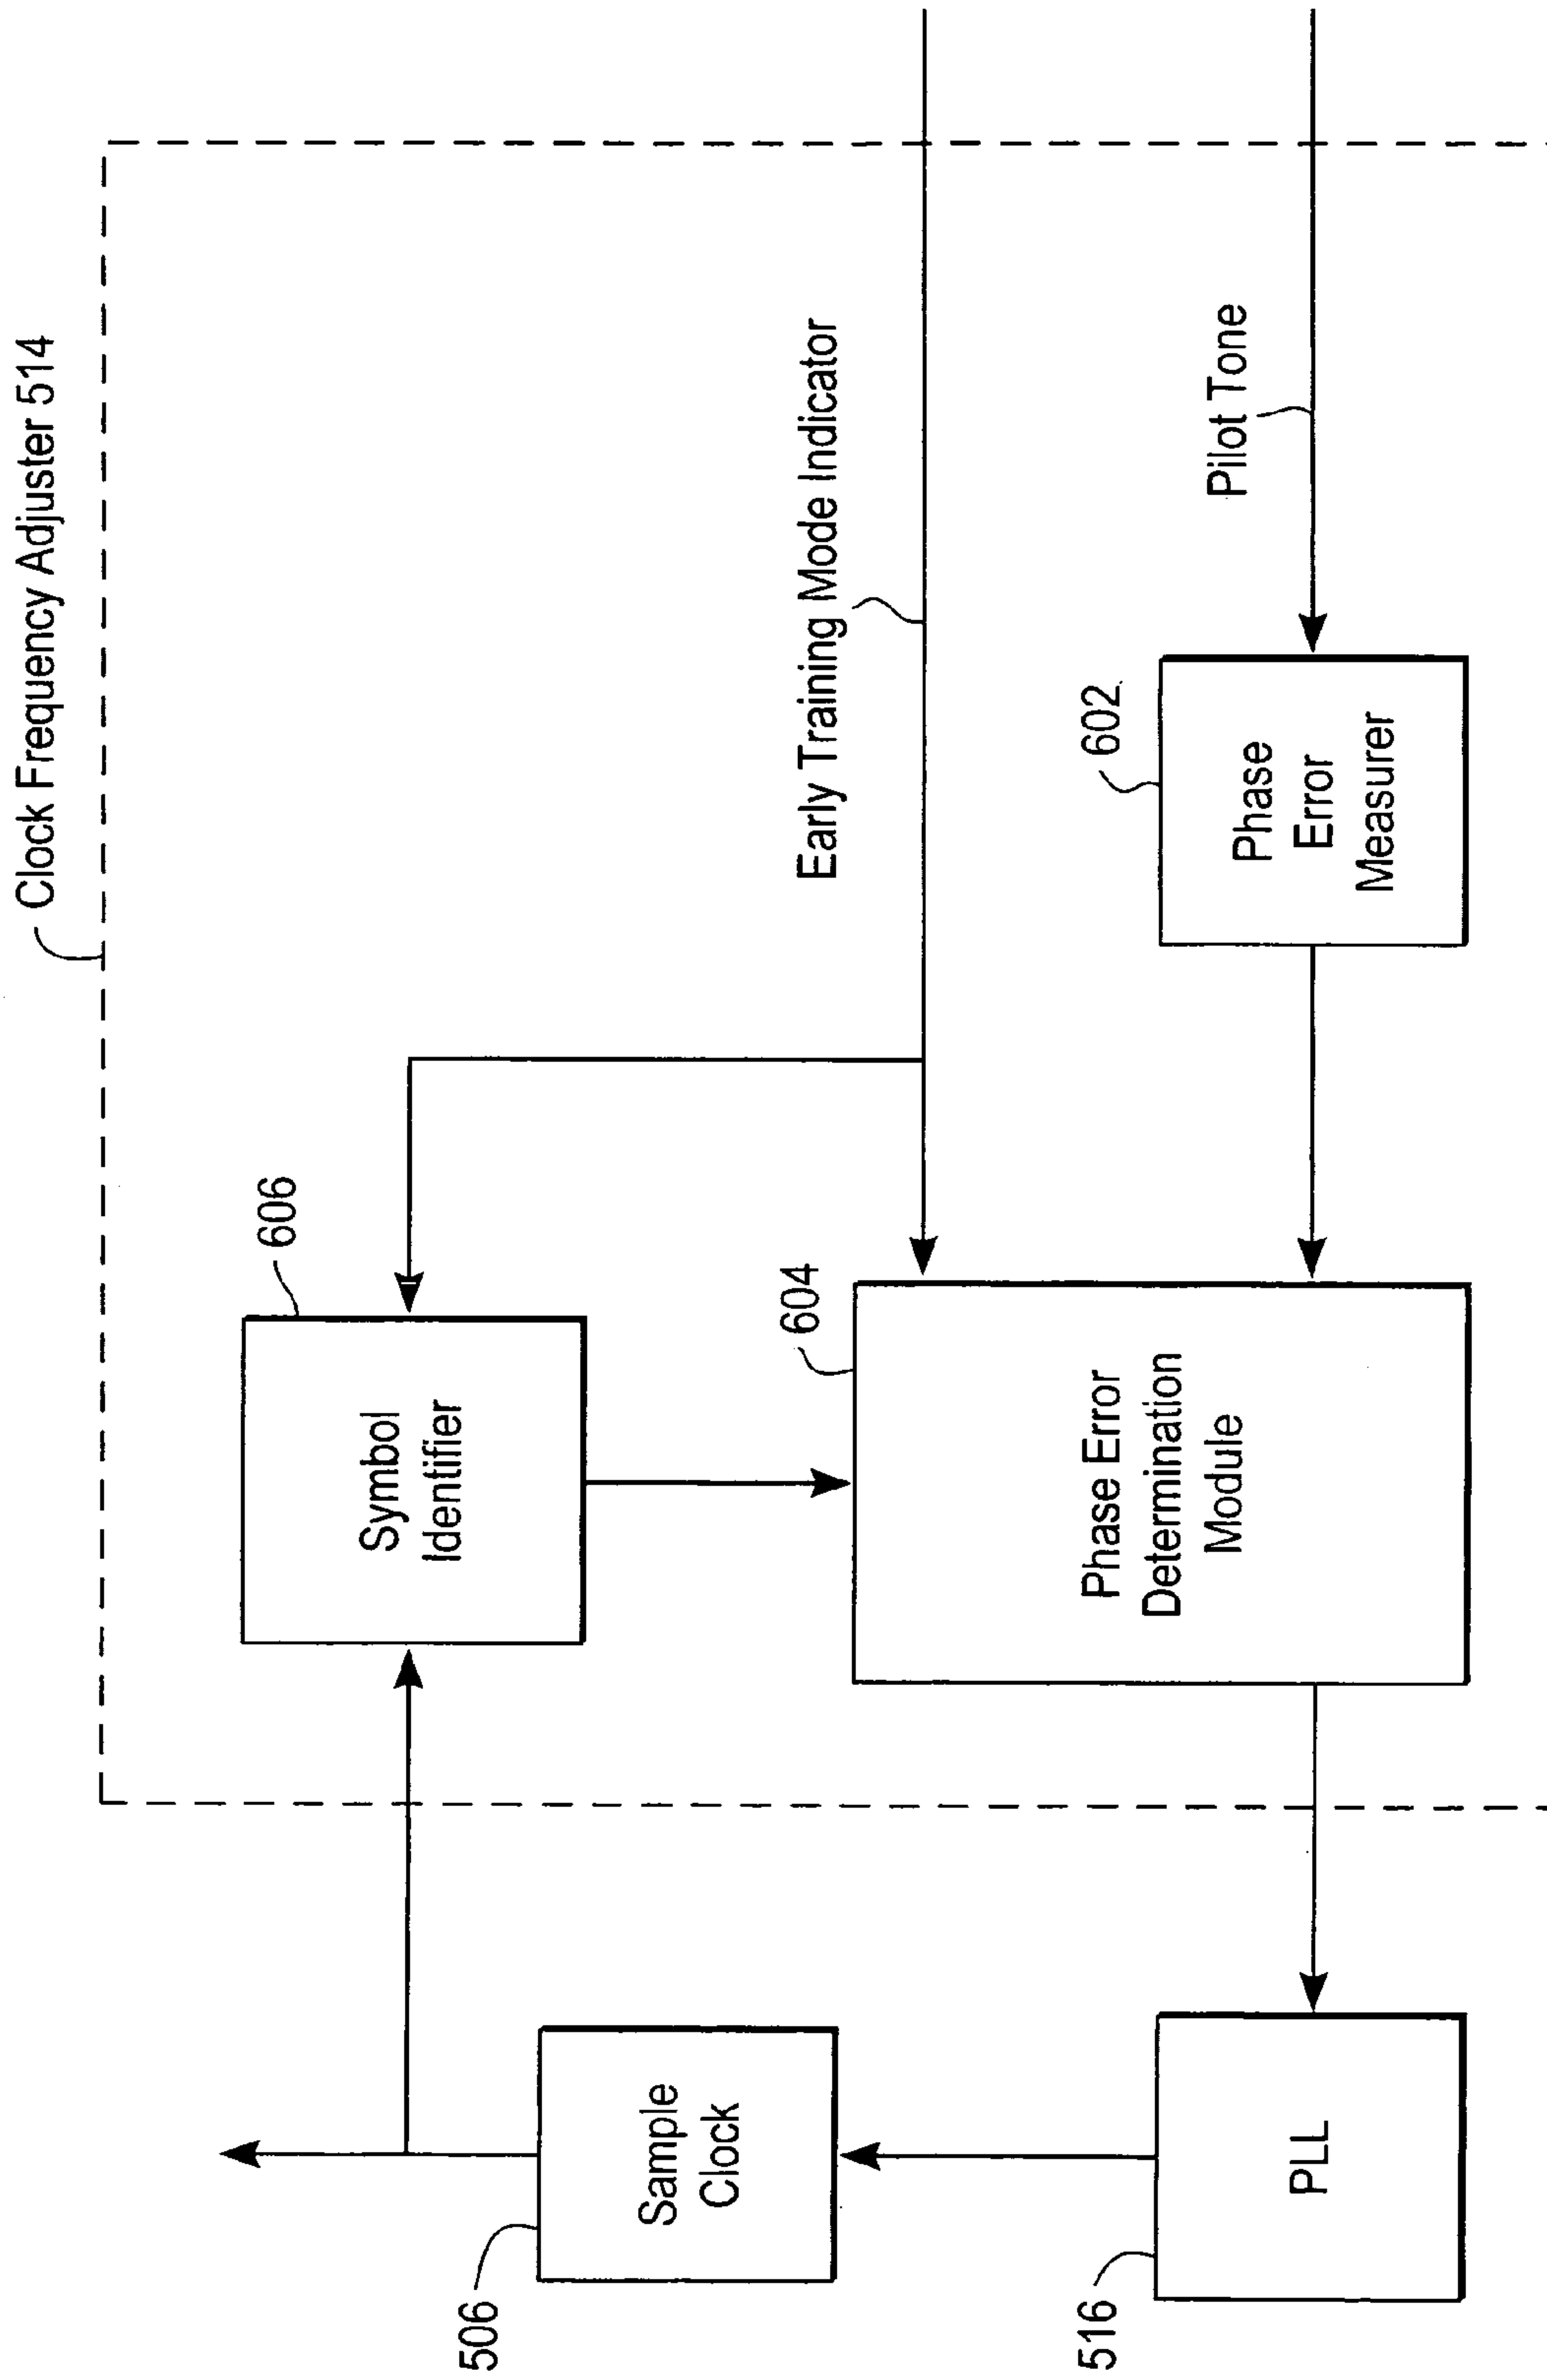 Clock Frequency Adjuster 514
606
Symbol
Identifier
Early Training Mode Indicator
506
Sample
Clock
604
Phase Error
Determination
Module
602
Phase
Error
Measurer
Pilot Tone
516
PLL